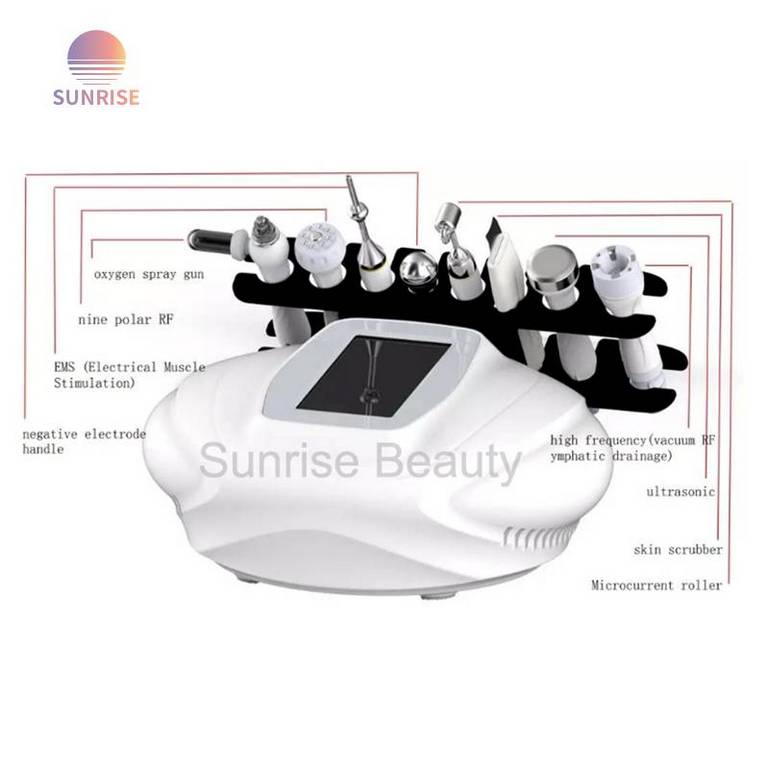 SUNRISE
oxygen spray gun
nine polar RF
EMS (Electrical Muscle
Stimulation)
negative electrode
handle
Sunrise Beauty
high frequency(vacuum RF
ymphatic drainage)
ultrasonic
skin scrubber
Microcurrent roller